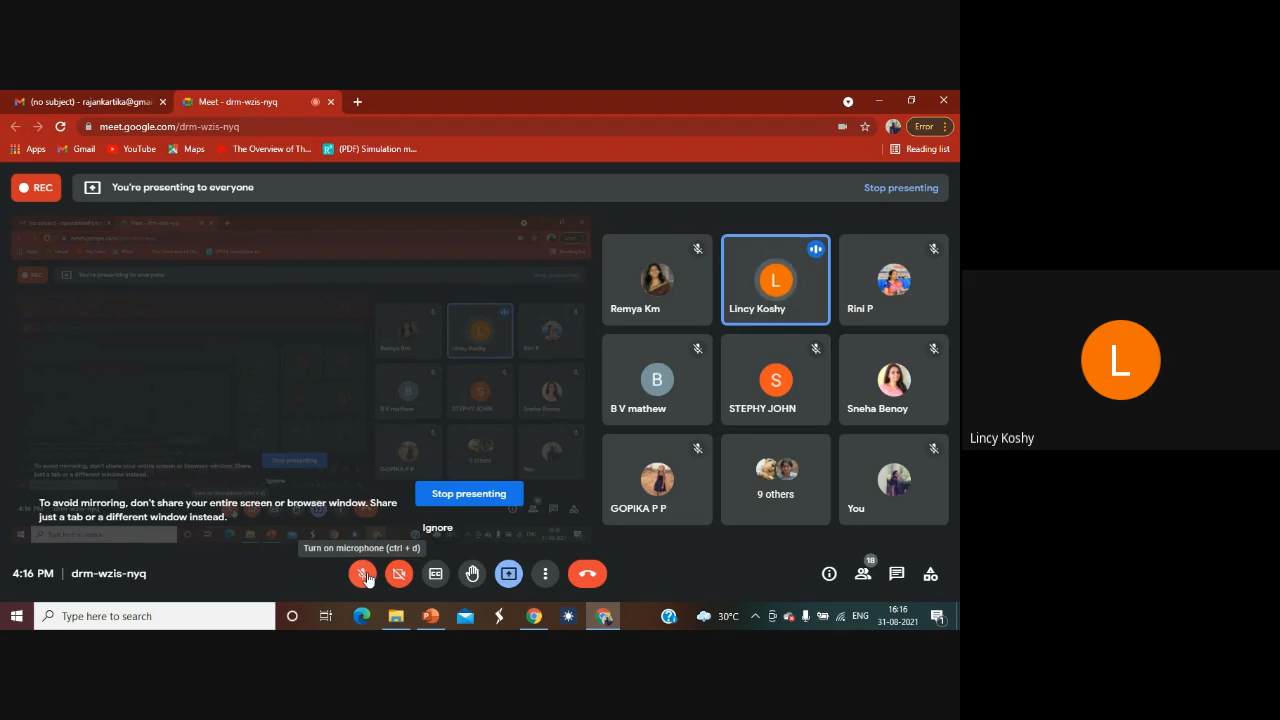 (no subject) - rajankartika@gma
Meet - drm-wzis-nyq
meet.google.com/drm-wzis-nyq
Error
Apps
Gmail
YouTube
Maps
The Overview of Th...
(PDF) Simulation m...
Reading list
REC
You're presenting to everyone
Stop presenting
Remya Km
L
Lincy Koshy
Rini P
B
B V mathew
S
STEPHY JOHN
Sneha Benoy
GOPIKA P P
9 others
You
To avoid mirroring, don't share your entire screen or browser window. Share
just a tab or a different window instead.
Stop presenting
Ignore
Turn on microphone (ctrl + d)
4:16 PM | drm-wzis-nyq
18
Type here to search
30°C
ENG
16:16
31-08-2021
1
L
Lincy Koshy